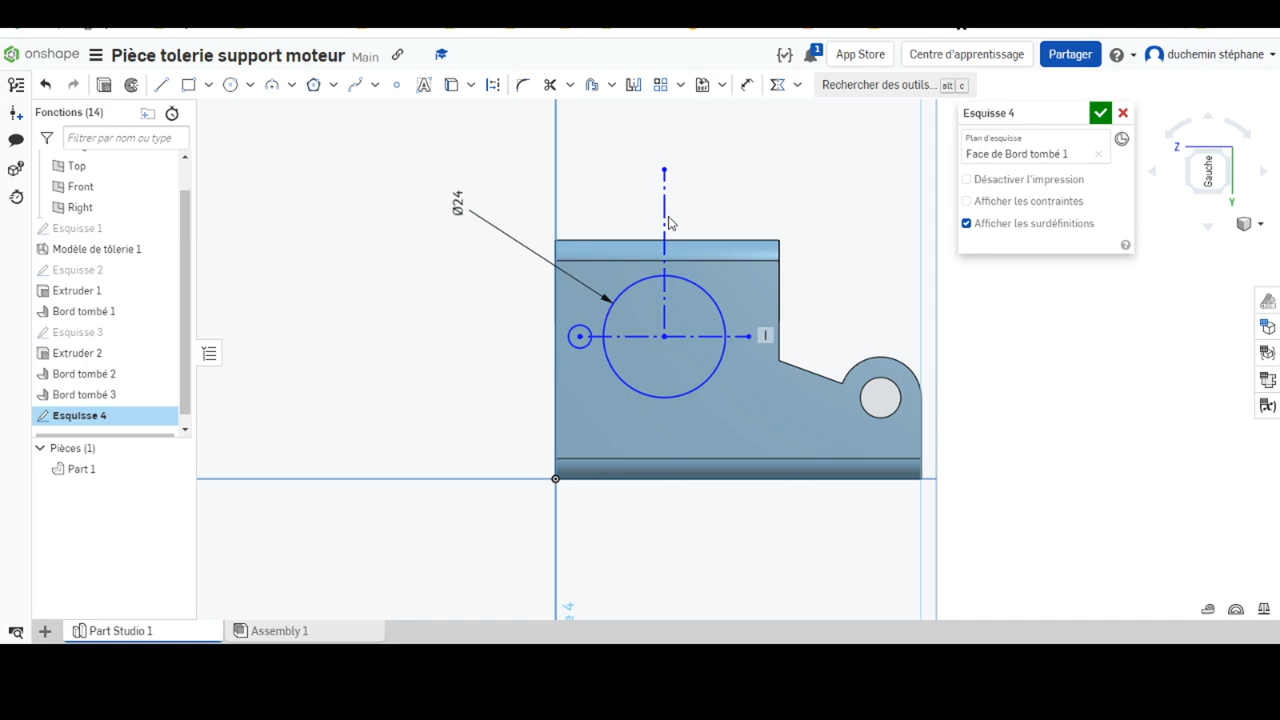 onshape
Pièce tolerie support moteur
Main
1
App Store
Centre d'apprentissage
Partager
duchemin stéphane
Rechercher des outils...
alt
c
Fonctions (14)
Filtrer par nom ou type
Top
Front
Right
Esquisse 1
Modèle de tôlerie 1
Esquisse 2
Extruder 1
Bord tombé 1
Esquisse 3
Extruder 2
Bord tombé 2
Bord tombé 3
Esquisse 4
Pièces (1)
Part 1
Ø24
Esquisse 4
Plan d'esquisse
Face de Bord tombé 1
Désactiver l'impression
Afficher les contraintes
Afficher les surdéfinitions
Z
Gauche
Y
Part Studio 1
Assembly 1